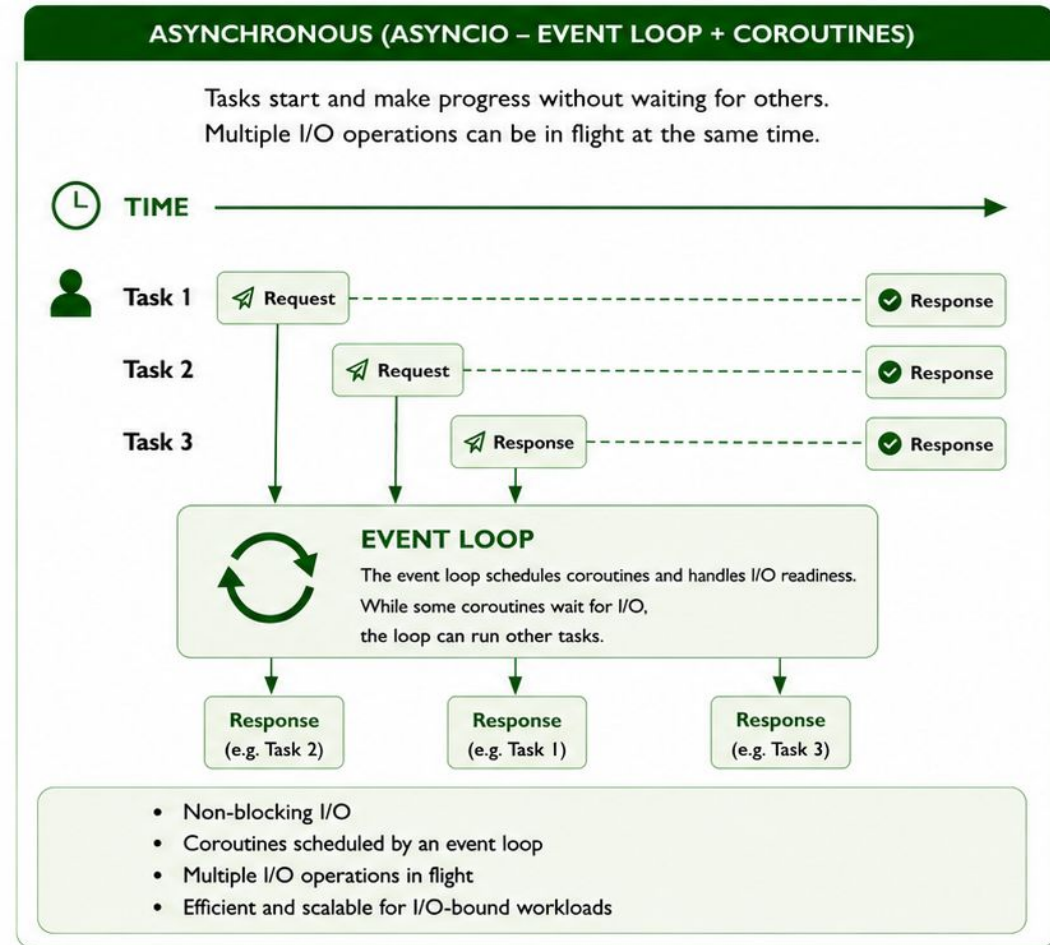 ASYNCHRONOUS (ASYNCIO – EVENT LOOP + COROUTINES)
Tasks start and make progress without waiting for others.
Multiple I/O operations can be in flight at the same time.
TIME
Task 1 Request Response
Task 2 Request Response
Task 3 Response Response
EVENT LOOP
The event loop schedules coroutines and handles I/O readiness.
While some coroutines wait for I/O,
the loop can run other tasks.
Response
(e.g. Task 2)
Response
(e.g. Task 1)
Response
(e.g. Task 3)
• Non-blocking I/O
• Coroutines scheduled by an event loop
• Multiple I/O operations in flight
• Efficient and scalable for I/O-bound workloads